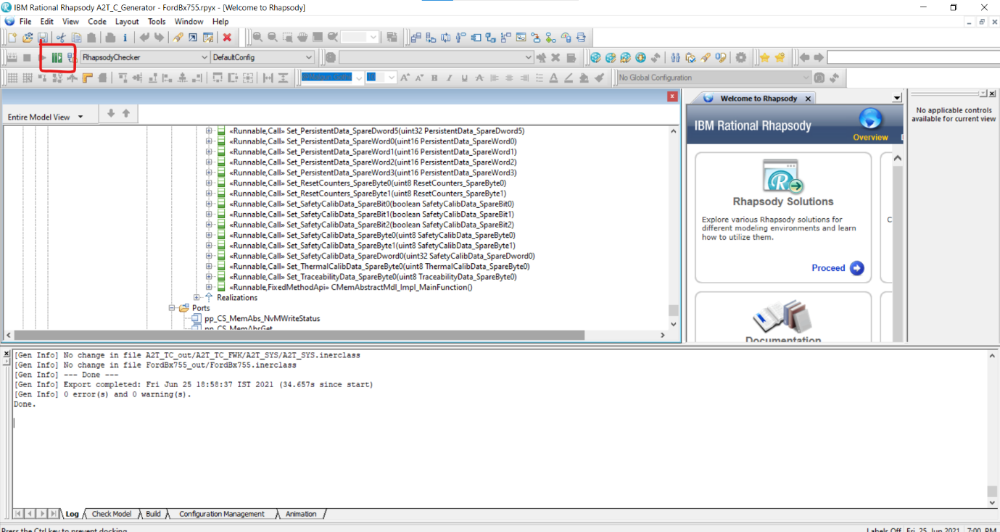 IBM Rational Rhapsody A2T_C_Generator - FordBx755.rpyx - [Welcome to Rhapsody]
File Edit View Code Layout Tools Window Help
RhapsodyChecker DefaultConfig
No Global Configuration
Entire Model View
«Runnable,Call» Set_PersistentData_SpareDword5(uint32 PersistentData_SpareDword5)
«Runnable,Call» Set_PersistentData_SpareWord0(uint16 PersistentData_SpareWord0)
«Runnable,Call» Set_PersistentData_SpareWord1(uint16 PersistentData_SpareWord1)
«Runnable,Call» Set_PersistentData_SpareWord2(uint16 PersistentData_SpareWord2)
«Runnable,Call» Set_PersistentData_SpareWord3(uint16 PersistentData_SpareWord3)
«Runnable,Call» Set_ResetCounters_SpareByte0(uint8 ResetCounters_SpareByte0)
«Runnable,Call» Set_ResetCounters_SpareByte1(uint8 ResetCounters_SpareByte1)
«Runnable,Call» Set_SafetyCalibData_SpareBit0(boolean SafetyCalibData_SpareBit0)
«Runnable,Call» Set_SafetyCalibData_SpareBit1(boolean SafetyCalibData_SpareBit1)
«Runnable,Call» Set_SafetyCalibData_SpareBit2(boolean SafetyCalibData_SpareBit2)
«Runnable,Call» Set_SafetyCalibData_SpareByte0(uint8 SafetyCalibData_SpareByte0)
«Runnable,Call» Set_SafetyCalibData_SpareByte1(uint8 SafetyCalibData_SpareByte1)
«Runnable,Call» Set_SafetyCalibData_SpareDword0(uint32 SafetyCalibData_SpareDword0)
«Runnable,Call» Set_ThermalCalibData_SpareByte0(uint8 ThermalCalibData_SpareByte0)
«Runnable,Call» Set_TraceabilityData_SpareByte0(uint8 TraceabilityData_SpareByte0)
«Runnable,FixedMethodApi» CMemAbstractMdl_Impl_MainFunction()
Realizations
Ports
pp_CS_MemAbs_NvMWriteStatus
pp_CS_MemAbsGet
Welcome to Rhapsody
IBM Rational Rhapsody
Overview
Rhapsody Solutions
Explore various Rhapsody solutions for
different modeling environments and learn
how to utilize them.
Proceed
Documentation
No applicable controls
available for current view
[Gen Info] No change in file A2T_TC_out/A2T_TC_FWK/A2T_SYS/A2T_SYS.inerclass
[Gen Info] No change in file FordBx755_out/FordBx755.inerclass
[Gen Info] --- Done ---
[Gen Info] Export completed: Fri Jun 25 18:58:37 IST 2021 (34.657s since start)
[Gen Info] 0 error(s) and 0 warning(s).
Done.
Log Check Model Build Configuration Management Animation
Press the Ctrl key to prevent docking
Labels Off Fri, 25, Jun 2021 7:00 PM